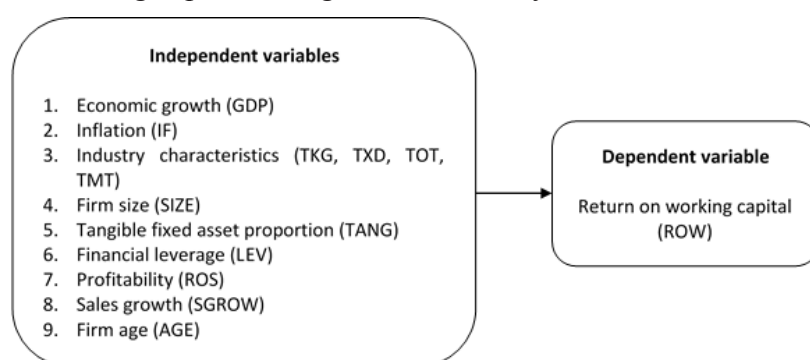 Independent variables
1. Economic growth (GDP)
2. Inflation (IF)
3. Industry characteristics (TKG, TXD, TOT,
TMT)
4. Firm size (SIZE)
5. Tangible fixed asset proportion (TANG)
6. Financial leverage (LEV)
7. Profitability (ROS)
8. Sales growth (SGROW)
9. Firm age (AGE)
Dependent variable
Return on working capital
(ROW)